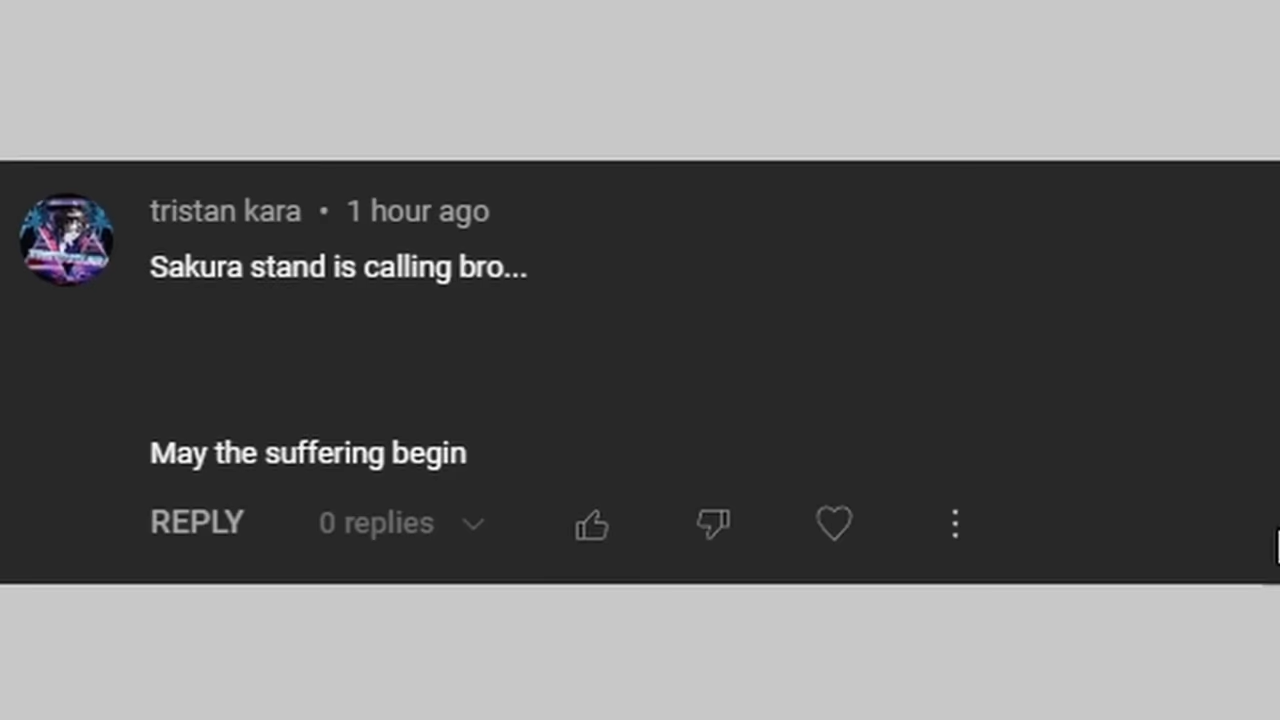 tristan kara • 1 hour ago
Sakura stand is calling bro...
May the suffering begin
REPLY 0 replies